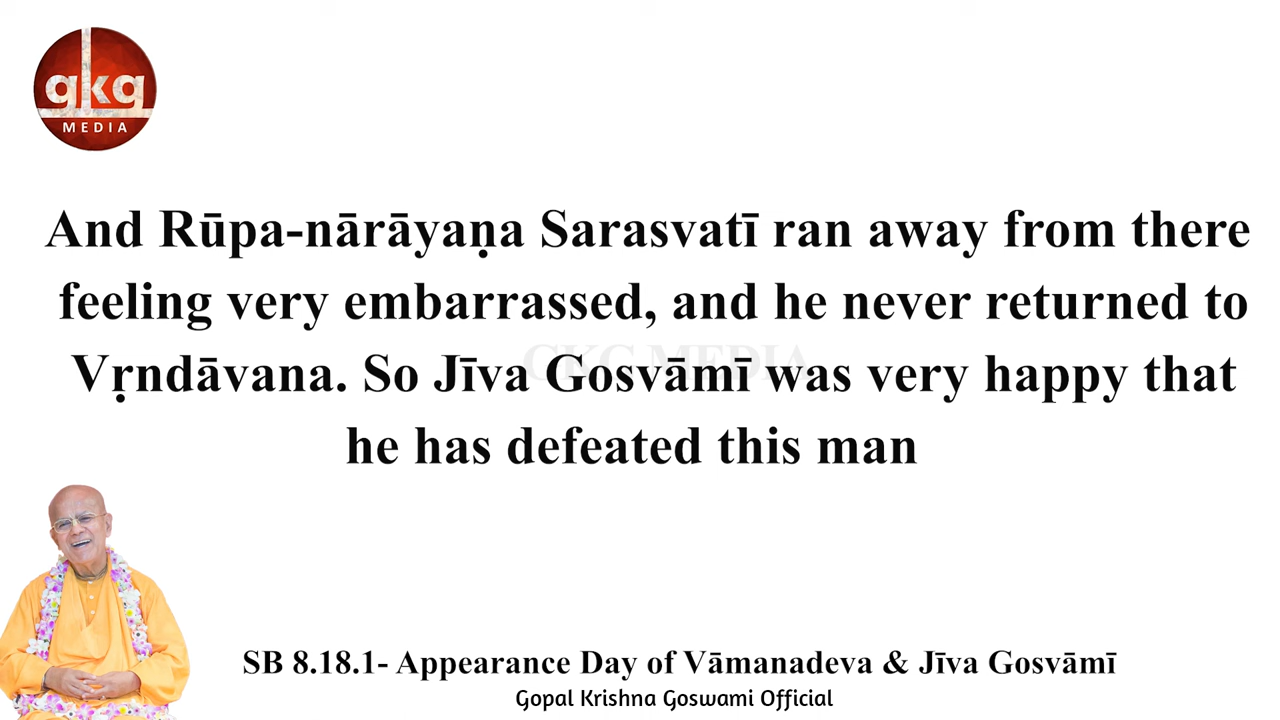 gkg
MEDIA
And Rūpa-nārāyaṇa Sarasvatī ran away from there
feeling very embarrassed, and he never returned to
GKG MEDIA
Vṛndāvana. So Jīva Gosvāmī was very happy that
he has defeated this man
SB 8.18.1- Appearance Day of Vāmanadeva & Jīva Gosvāmī
Gopal Krishna Goswami Official